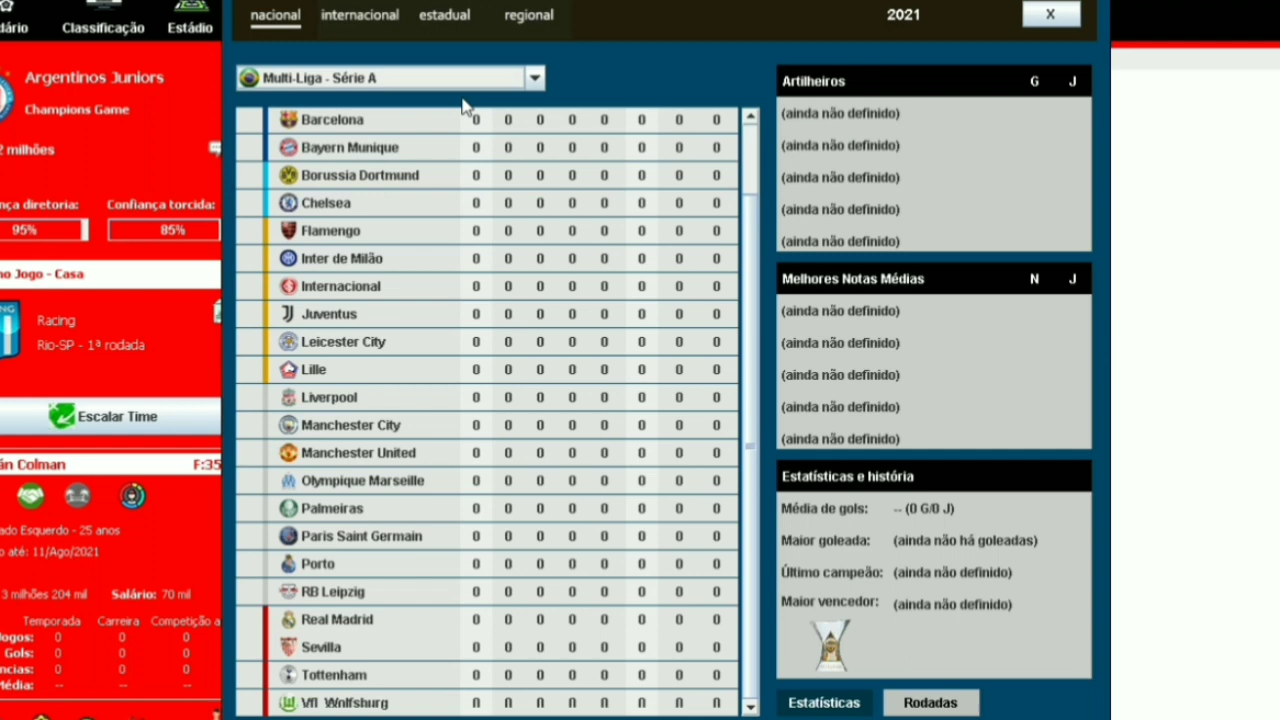 dário Classificação Estádio
nacional internacional estadual regional 2021 X
Argentinos Juniors
Champions Game
2 milhões
nça diretoria: Confiança torcida:
95% 85%
no Jogo - Casa
NG
Racing
Rio-SP - 1ª rodada
Escalar Time
án Colman F:35
ado Esquerdo - 25 anos
o até: 11/Ago/2021
3 milhões 204 mil Salário: 70 mil
Temporada Carreira Competição a
Jogos: 0 0 0
Gols: 0 0 0
ncias: 0 0 0
Média: -- -- --
Multi-Liga - Série A
Barcelona 0 0 0 0 0 0 0 0
Bayern Munique 0 0 0 0 0 0 0 0
Borussia Dortmund 0 0 0 0 0 0 0 0
Chelsea 0 0 0 0 0 0 0 0
Flamengo 0 0 0 0 0 0 0 0
Inter de Milão 0 0 0 0 0 0 0 0
Internacional 0 0 0 0 0 0 0 0
Juventus 0 0 0 0 0 0 0 0
Leicester City 0 0 0 0 0 0 0 0
Lille 0 0 0 0 0 0 0 0
Liverpool 0 0 0 0 0 0 0 0
Manchester City 0 0 0 0 0 0 0 0
Manchester United 0 0 0 0 0 0 0 0
Olympique Marseille 0 0 0 0 0 0 0 0
Palmeiras 0 0 0 0 0 0 0 0
Paris Saint Germain 0 0 0 0 0 0 0 0
Porto 0 0 0 0 0 0 0 0
RB Leipzig 0 0 0 0 0 0 0 0
Real Madrid 0 0 0 0 0 0 0 0
Sevilla 0 0 0 0 0 0 0 0
Tottenham 0 0 0 0 0 0 0 0
Vfl Wolfsburg 0 0 0 0 0 0 0 0
Artilheiros G J
(ainda não definido)
(ainda não definido)
(ainda não definido)
(ainda não definido)
(ainda não definido)
Melhores Notas Médias N J
(ainda não definido)
(ainda não definido)
(ainda não definido)
(ainda não definido)
(ainda não definido)
Estatísticas e história
Média de gols: -- (0 G/0 J)
Maior goleada: (ainda não há goleadas)
Último campeão: (ainda não definido)
Maior vencedor: (ainda não definido)
Estatísticas Rodadas